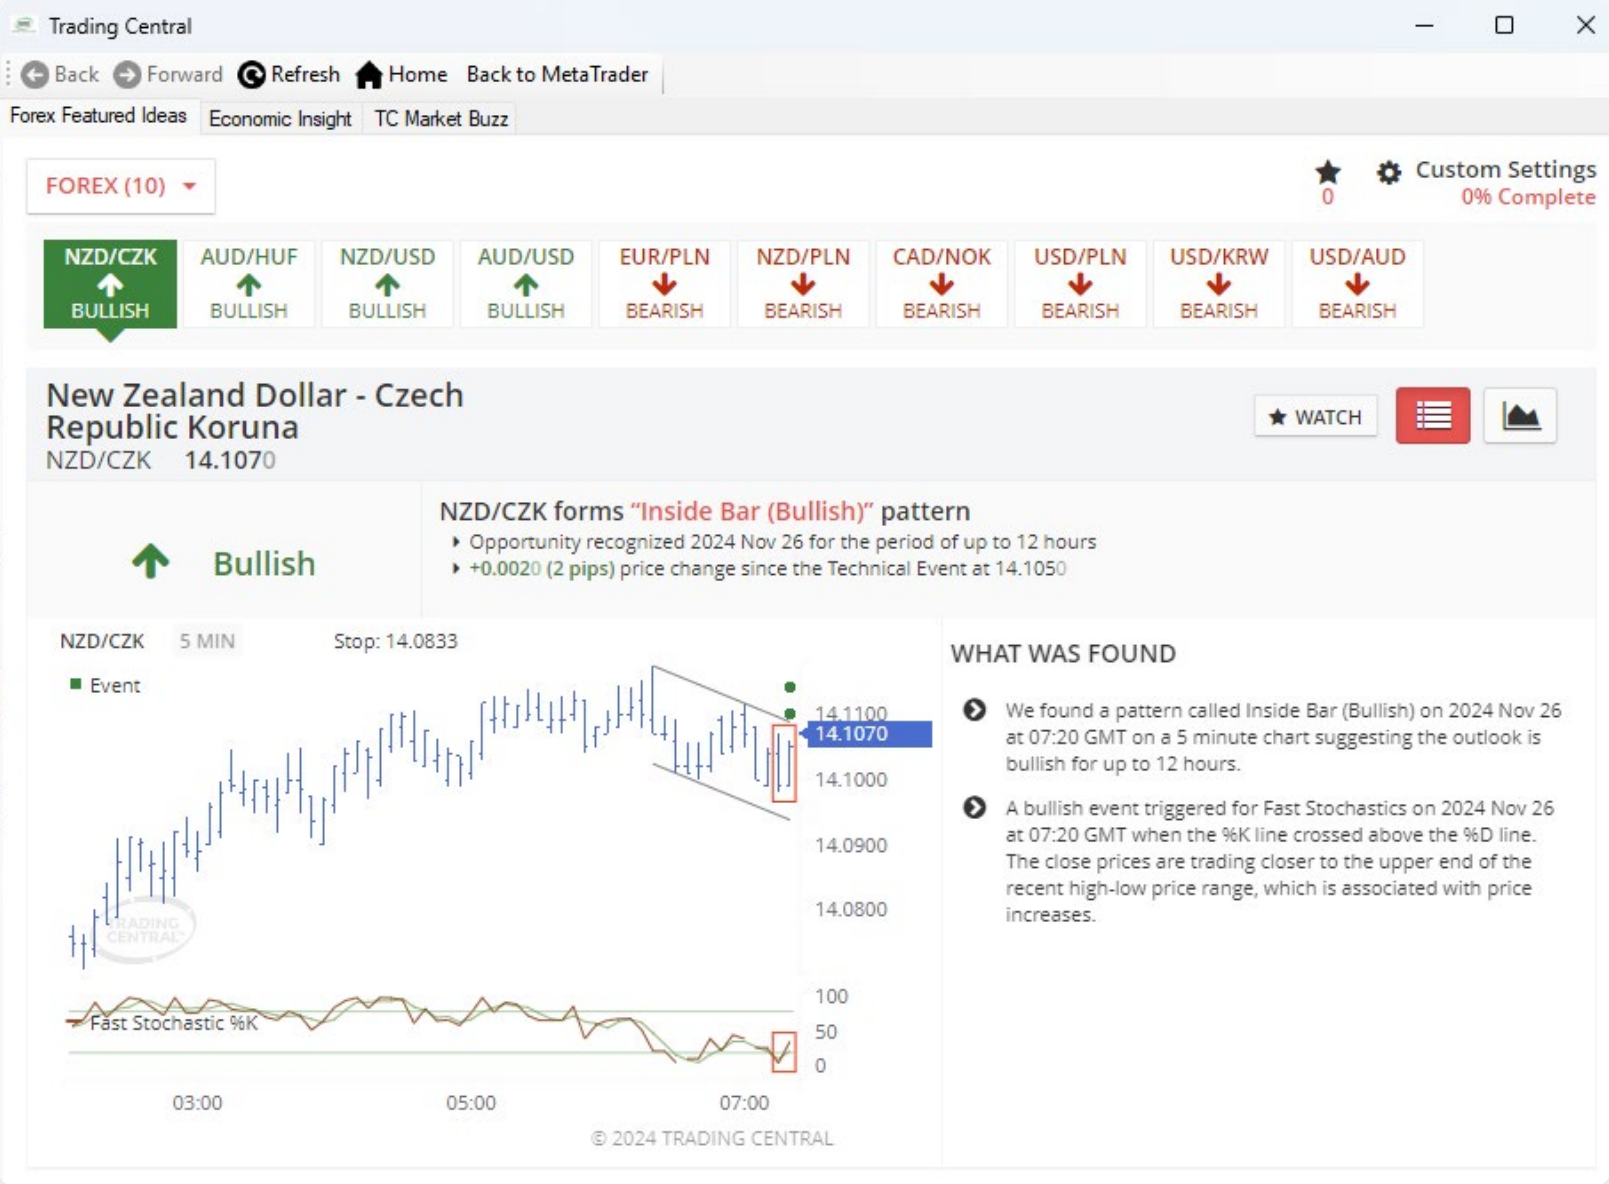 Trading Central
Back Forward Refresh Home Back to MetaTrader
Forex Featured Ideas Economic Insight TC Market Buzz
FOREX (10)
0
Custom Settings
0% Complete
NZD/CZK AUD/HUF NZD/USD AUD/USD EUR/PLN NZD/PLN CAD/NOK USD/PLN USD/KRW USD/AUD
BULLISH BULLISH BULLISH BULLISH BEARISH BEARISH BEARISH BEARISH BEARISH BEARISH
New Zealand Dollar - Czech
Republic Koruna
NZD/CZK 14.1070
WATCH
Bullish
NZD/CZK forms “Inside Bar (Bullish)” pattern
Opportunity recognized 2024 Nov 26 for the period of up to 12 hours
+0.0020 (2 pips) price change since the Technical Event at 14.1050
NZD/CZK 5 MIN Stop: 14.0833
Event
14.1100
14.1070
14.1000
14.0900
14.0800
TRADING
CENTRAL
100
Fast Stochastic %K
50
0
03:00 05:00 07:00
© 2024 TRADING CENTRAL
WHAT WAS FOUND
We found a pattern called Inside Bar (Bullish) on 2024 Nov 26
at 07:20 GMT on a 5 minute chart suggesting the outlook is
bullish for up to 12 hours.
A bullish event triggered for Fast Stochastics on 2024 Nov 26
at 07:20 GMT when the %K line crossed above the %D line.
The close prices are trading closer to the upper end of the
recent high-low price range, which is associated with price
increases.